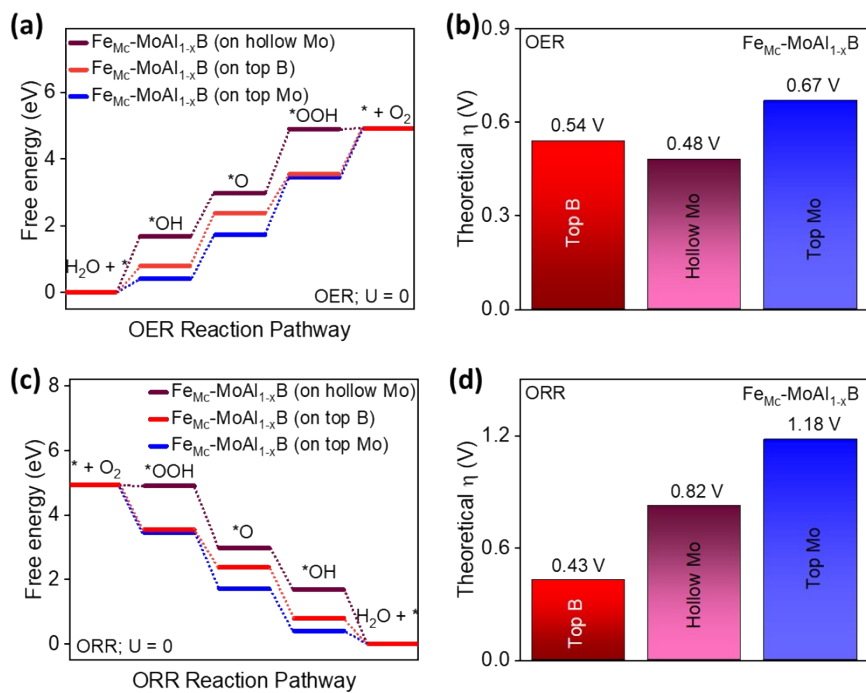 (a)
Fe_Mc-MoAl_1-xB (on hollow Mo)
Fe_Mc-MoAl_1-xB (on top B)
Fe_Mc-MoAl_1-xB (on top Mo)
Free energy (eV)
6
4
2
0
H₂O + *
*OH
*O
*OOH
* + O₂
OER; U = 0
OER Reaction Pathway
(b)
OER
Fe_Mc-MoAl_1-xB
Theoretical η (V)
0.9
0.6
0.3
0.0
0.54 V
0.48 V
0.67 V
Top B
Hollow Mo
Top Mo
(c)
Fe_Mc-MoAl_1-xB (on hollow Mo)
Fe_Mc-MoAl_1-xB (on top B)
Fe_Mc-MoAl_1-xB (on top Mo)
Free energy (eV)
8
6
4
2
0
* + O₂
*OOH
*O
*OH
H₂O + *
ORR; U = 0
ORR Reaction Pathway
(d)
ORR
Fe_Mc-MoAl_1-xB
Theoretical η (V)
1.2
0.6
0.0
0.43 V
0.82 V
1.18 V
Top B
Hollow Mo
Top Mo